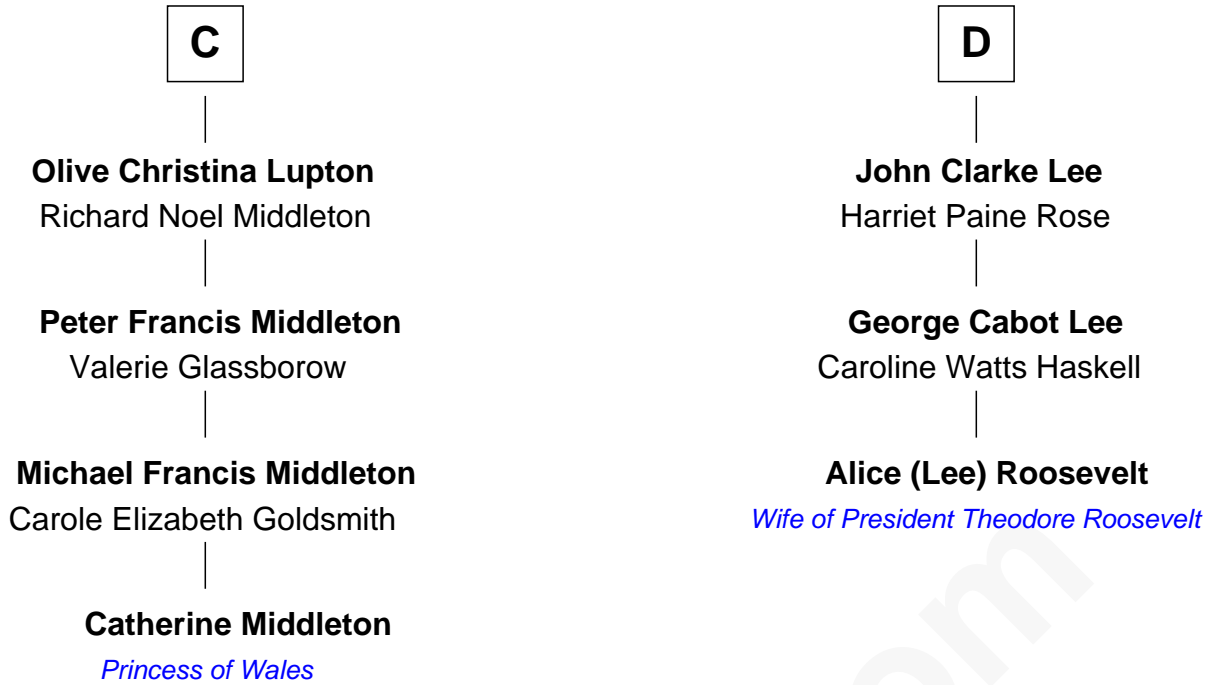 C
Olive Christina Lupton
Richard Noel Middleton
Peter Francis Middleton
Valerie Glassborow
Michael Francis Middleton
Carole Elizabeth Goldsmith
Catherine Middleton
Princess of Wales
D
John Clarke Lee
Harriet Paine Rose
George Cabot Lee
Caroline Watts Haskell
Alice (Lee) Roosevelt
Wife of President Theodore Roosevelt
om